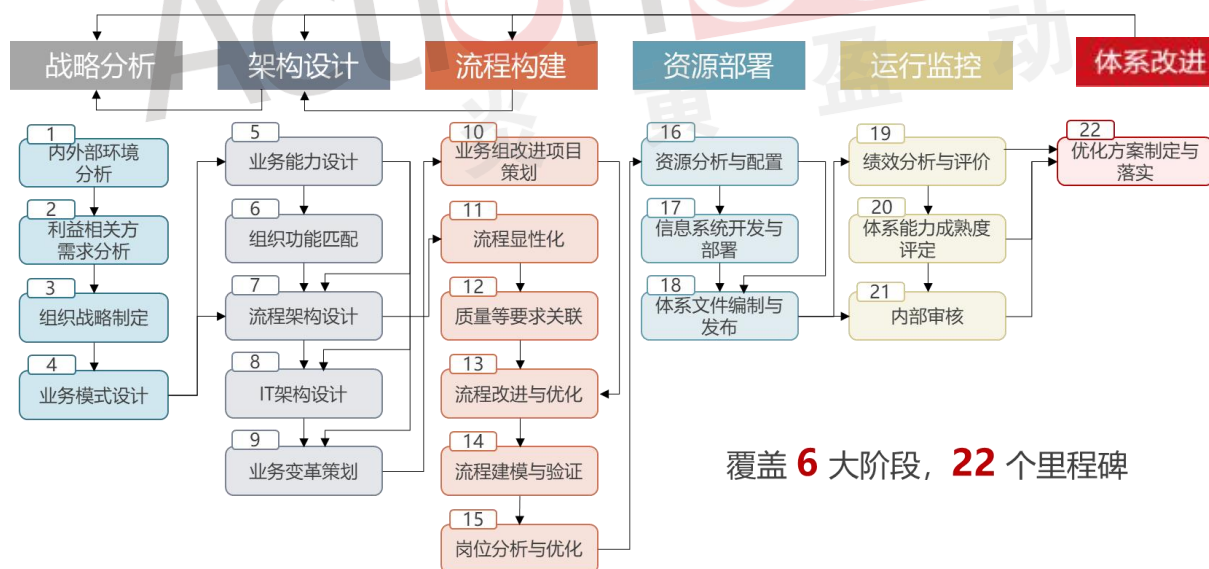 Action
炎黄盈动
战略分析
架构设计
流程构建
资源部署
运行监控
体系改进
1
内外部环境
分析
2
利益相关方
需求分析
3
组织战略制定
4
业务模式设计
5
业务能力设计
6
组织功能匹配
7
流程架构设计
8
IT架构设计
9
业务变革策划
10
业务组改进项目
策划
11
流程显性化
12
质量等要求关联
13
流程改进与优化
14
流程建模与验证
15
岗位分析与优化
16
资源分析与配置
17
信息系统开发与
部署
18
体系文件编制与
发布
19
绩效分析与评价
20
体系能力成熟度
评定
21
内部审核
22
优化方案制定与
落实
覆盖 6 大阶段，22 个里程碑